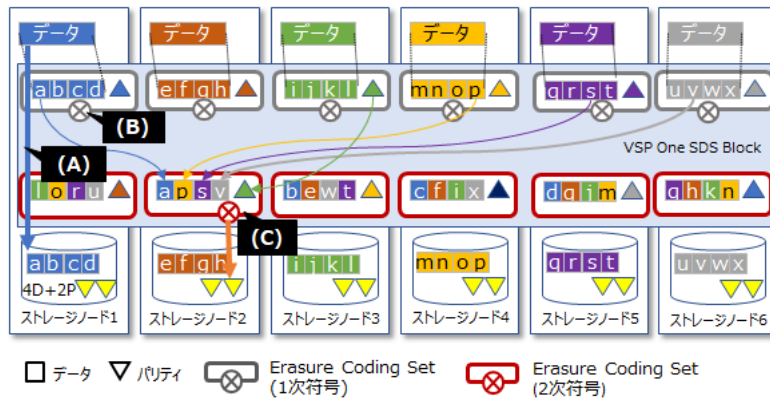 データ データ データ データ データ データ
abcd efgh ijkl mnop qrst uvwx
(B)
(A)
VSP One SDS Block
loru apsv bewt cfix dgjm qhkn
(C)
abcd efgh ijkl mnop qrst uvwx
4D+2P
ストレージノード1 ストレージノード2 ストレージノード3 ストレージノード4 ストレージノード5 ストレージノード6
データ パリティ Erasure Coding Set Erasure Coding Set
(1次符号) (2次符号)